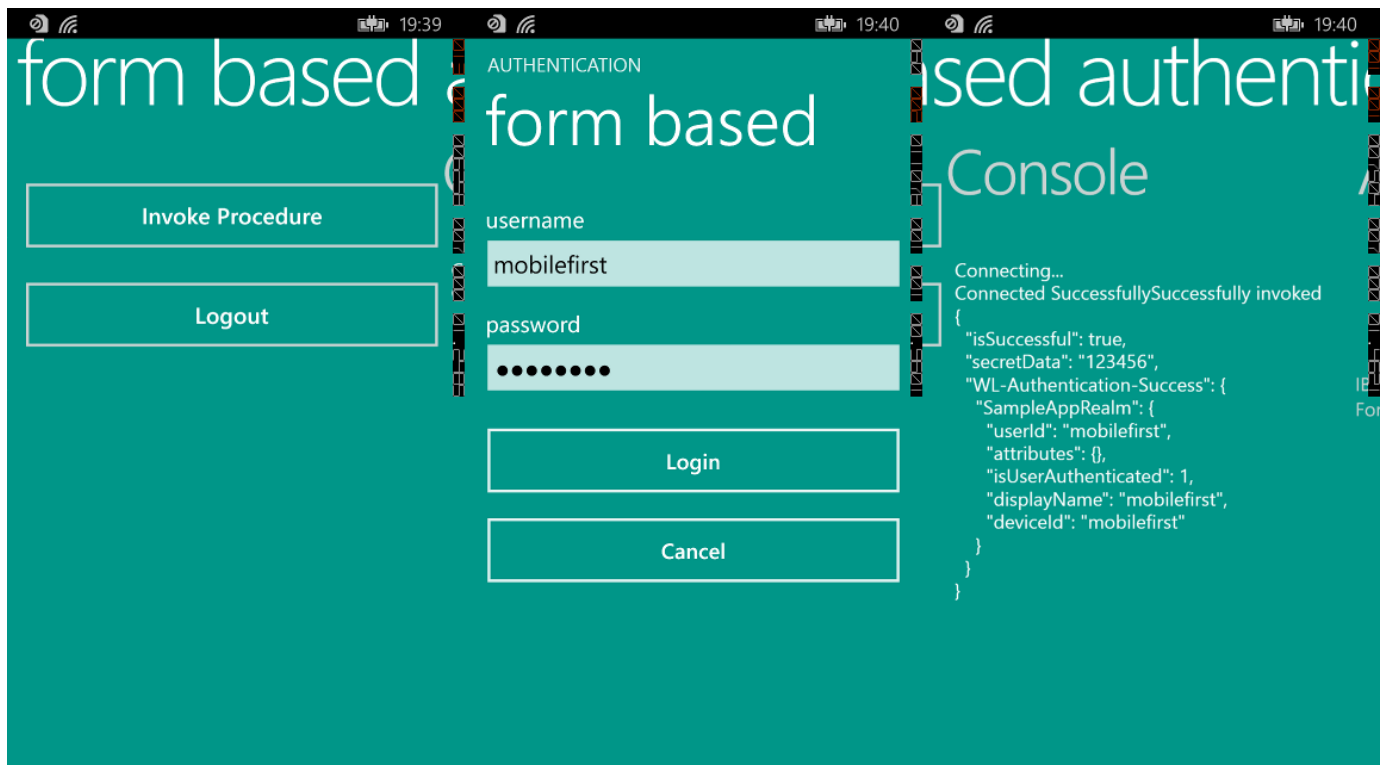 19:39
form based
Invoke Procedure
Logout
19:40
AUTHENTICATION
form based
username
mobilefirst
password
●●●●●●●●
Login
Cancel
19:40
sed authenti
Console
Connecting...
Connected SuccessfullySuccessfully invoked
{
"isSuccessful": true,
"secretData": "123456",
"WL-Authentication-Success": {
"SampleAppRealm": {
"userId": "mobilefirst",
"attributes": {},
"isUserAuthenticated": 1,
"displayName": "mobilefirst",
"deviceId": "mobilefirst"
}
}
}
For